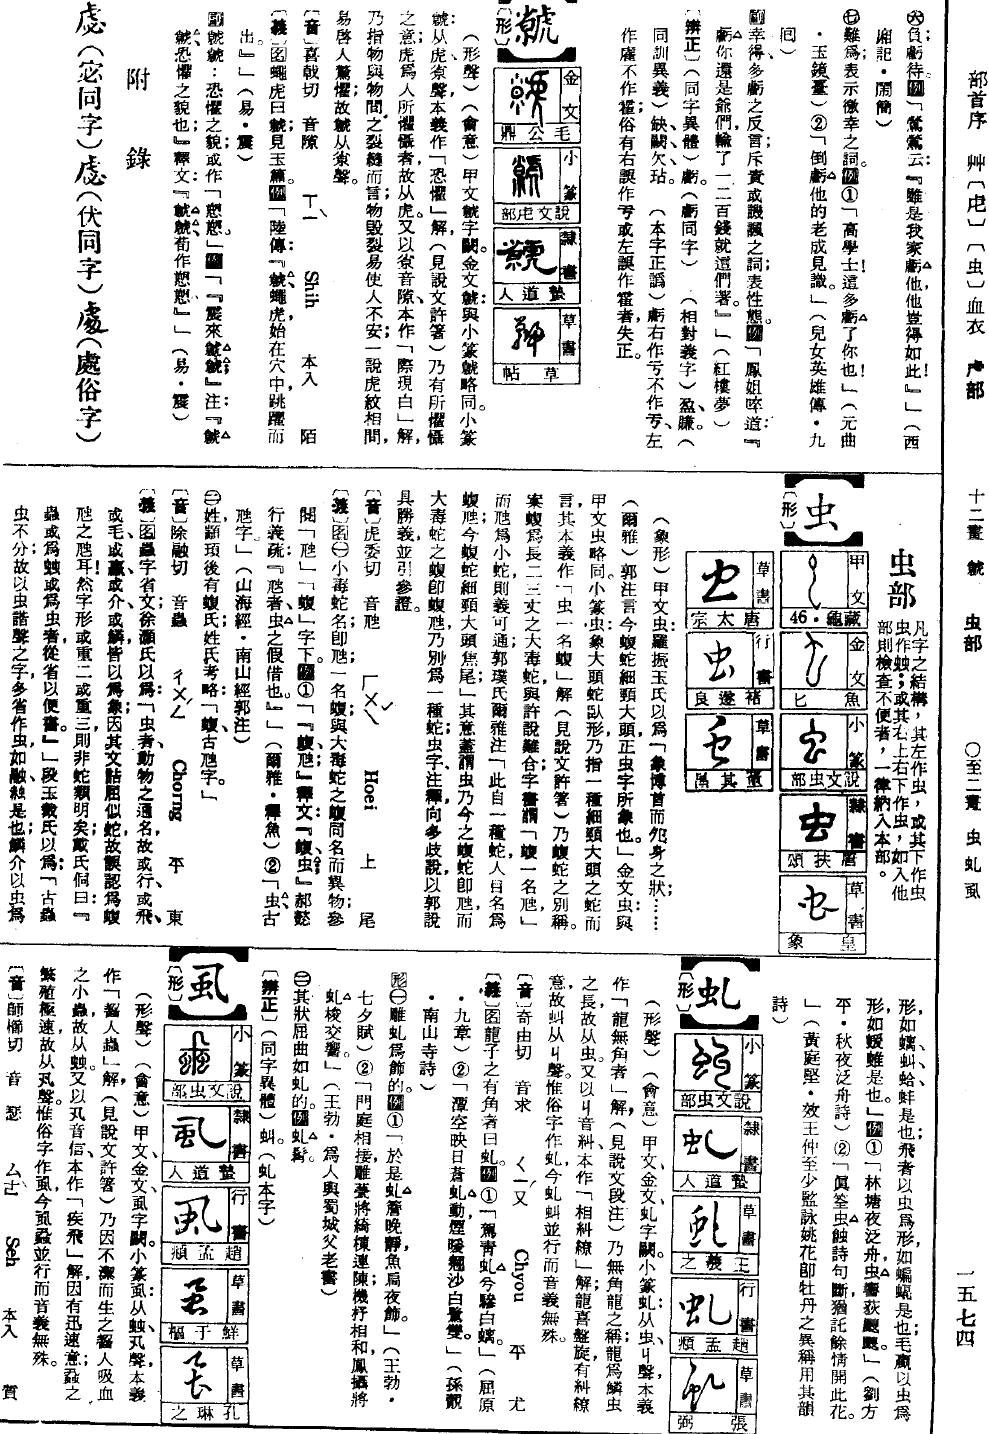 部首序　艸〔虍〕〔虫〕血衣　虍部　十二畫　虩　虫部　〇至二畫　虫虬虱　一五七四
㊅負虧待。例「鶯鶯云：『雖是我家虧他，他豈得如此！』」（西
廂記・鬧簡）
㊆難爲；表示徼幸之詞。例①「高學士！這多虧了你也！」（元曲
・玉鏡臺）②「倒虧他的老成見識。」（兒女英雄傳・九
回）
副幸得；多虧之反言；斥責或譏諷之詞；表性態。例「鳳姐啐道：『
虧你還是爺們，輸了一二百錢就這們著。』」（紅樓夢）
〔辨正〕（同字異體）虧。（虧同字）（相對義字）盈、賺。（
同訓異義）缺、闕、欠、玷。（本字正譌）虧右作亏不作亐，左
作雐不作雚，俗有右誤作亐或左誤作雚者失正。
【虩】
〔形〕
金文　毛公鼎
小篆　說文虎部
隸書　蟄道人
草書　草帖
（形聲）（會意）甲文虩字闕。金文虩與小篆虩略同。小篆
虩：从虎，𡭴聲，本義作「恐懼」解，（見說文許箸）乃有所懼懾
之意；虎爲人所懼懾者，故从虎。又以𡭴音隙，本作「際現白」解，
乃指物與物間之裂縫而言，物毀裂易使人不安；一說虎紋相間，
易啓人驚懼，故虩从𡭴聲。
〔音〕喜戟切　音隙　ㄒㄧˋ　Shih　本入　陌
〔義〕名蠅虎曰虩；見玉篇。例「陸傳：『虩，蠅虎，始在穴中，跳躍而
出。』」（易・震）
副虩虩：恐懼之貌；或作「愬愬」。例「『震來虩虩』注：『虩
虩，恐懼之貌也。』釋文：『虩虩，荀作愬愬。』」（易・震）
附錄
虙（宓同字）虙（伏同字）䖏（處俗字）
虫部
凡字之結構，其左作虫，或其下作虫
虫作䖵；或其右上右下作虫，如入他
部則檢查不便者，一律納入本部。
【虫】
〔形〕
甲文　藏龜・46
金文　魚匕
小篆　說文虫部
隸書　唐扶頌
草書　皇象
草書　唐太宗
行書　褚遂良
草書　董其昌
（象形）甲文虫：羅振玉氏以爲「象博首而宛身之狀；……
（爾雅）郭注言今蝮蛇細頸大頭，正虫字所象也。」金文虫與
甲文虫略同。小篆虫：象大頭蛇臥形，乃指一種細頸大頭之蛇而
言，其本義作「虫，一名蝮」解，（見說文許箸）乃蝮蛇之別稱。
案蝮爲長二三丈之大毒蛇，與許說難合；字書謂「蝮一名虺」，
而虺爲小蛇，則義可通；郭璞氏爾雅注「此自一種蛇，人自名爲
蝮虺；今蝮蛇細頸大頭焦尾」，其意蓋謂虫乃今之蝮蛇即虺，而
大毒蛇之蝮即蝮虺，乃別爲一種蛇；虫字注釋向多歧說，以郭說
具勝義，並引參證。
〔音〕虎委切　音虺　ㄏㄨㄟˇ　Hoei　上　尾
〔義〕名㊀小毒蛇名，即虺；一名蝮，與大毒蛇之蝮同名而異物；參
閱「虺」「蝮」字下。例①「『蝮虺』釋文：『蝮，虫。』郝懿
行義疏：『虺者，虫之假借也。』」（爾雅・釋魚）②「虫，古
虺字。」（山海經・南山經郭注）
㊁姓；顓頊後有蝮氏；姓氏考略：「蝮，古虺字。」
〔音〕除融切　音蟲　ㄔㄨㄥˊ　Chorng　平　東
〔義〕名蟲字省文；徐灝氏以爲：「虫者，動物之通名，故或行或飛，
或毛或蠃，或介或鱗，皆以爲象；因其文詰屈似蛇，故誤認爲蝮
虺之虺耳！然字形或重二或重三，則非蛇類明矣；戴氏侗曰：『
蟲或爲䖵或爲虫者，從省以便書。』」段玉裁氏以爲：「古蟲
虫不分，故以虫諧聲之字多省作虫，如融、䖝是也；鱗介以虫爲
形，如螭、虯、蛤、蚌是也；飛者以虫爲形，如蝙、蝠是也；毛蠃以虫爲
形，如蝯、蜼是也。」例①「林塘夜泛舟，虫響荻颼颼。」（劉方
平・秋夜泛舟詩）②「眞筌虫蝕詩句斷，猶託餘情開此花。
」（黃庭堅・效王仲至少監詠姚花，即牡丹之異稱用其韻
詩）
【虬】
〔形〕
小篆　說文虫部
隸書　蟄道人
草書　王羲之
行書　趙孟頫
草書　張弼
（形聲）（會意）甲文、金文、虬字闕。小篆虬：从虫，丩聲，本義
作「龍無角者」解，（見說文段注）乃無角龍之稱；龍爲鱗虫
之長，故从虫。又以丩音糾，本作「相糾繚」解；龍喜盤旋，有糾繚
意，故虯从丩聲。惟俗字作虬，今虬虯並行而音義無殊。
〔音〕奇由切　音求　ㄑㄧㄡˊ　Chyou　平　尤
〔義〕名龍子之有角者曰虬。例①「駕青虬兮驂白螭；」（屈原
・九章）②「潭空映日蒼虬動，煙暖翹沙白鷺雙。」（孫覿
・南山寺詩）
形㊀雕虬爲飾的。例①「於是虬簷晚靜，魚扃夜飾。」（王勃・
七夕賦）②「門庭相接，雕甍將綺棟連陳；機杼相和，鳳攝將
虬梭交響。」（王勃・爲人與蜀城父老書）
㊁其狀屈曲如虬的。例虬髯。
〔辨正〕（同字異體）虯。（虬本字）
【虱】
〔形〕
小篆　說文虫部
隸書　蟄道人
行書　趙孟頫
草書　鮮于樞
草書　孔琳之
（形聲）（會意）甲文、金文、虱字闕。小篆虱：从䖵，卂聲，本義
作「齧人蟲」解，（見說文許箸）乃因不潔而生之齧人吸血
之小蟲，故从䖵。又以卂音信，本作「疾飛」解，因有迅速意；蝨之
繁殖極速，故从卂聲。惟俗字作虱，今虱蝨並行而音義無殊。
〔音〕師櫛切　音瑟　ㄙㄜˋ　Seh　本入　質